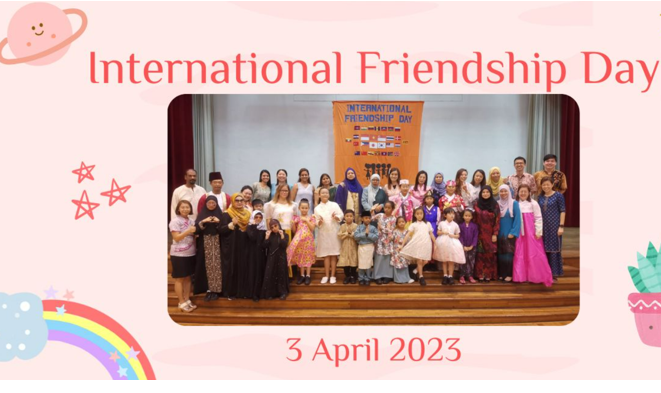 International Friendship Day
INTERNATIONAL
FRIENDSHIP DAY
3 April 2023